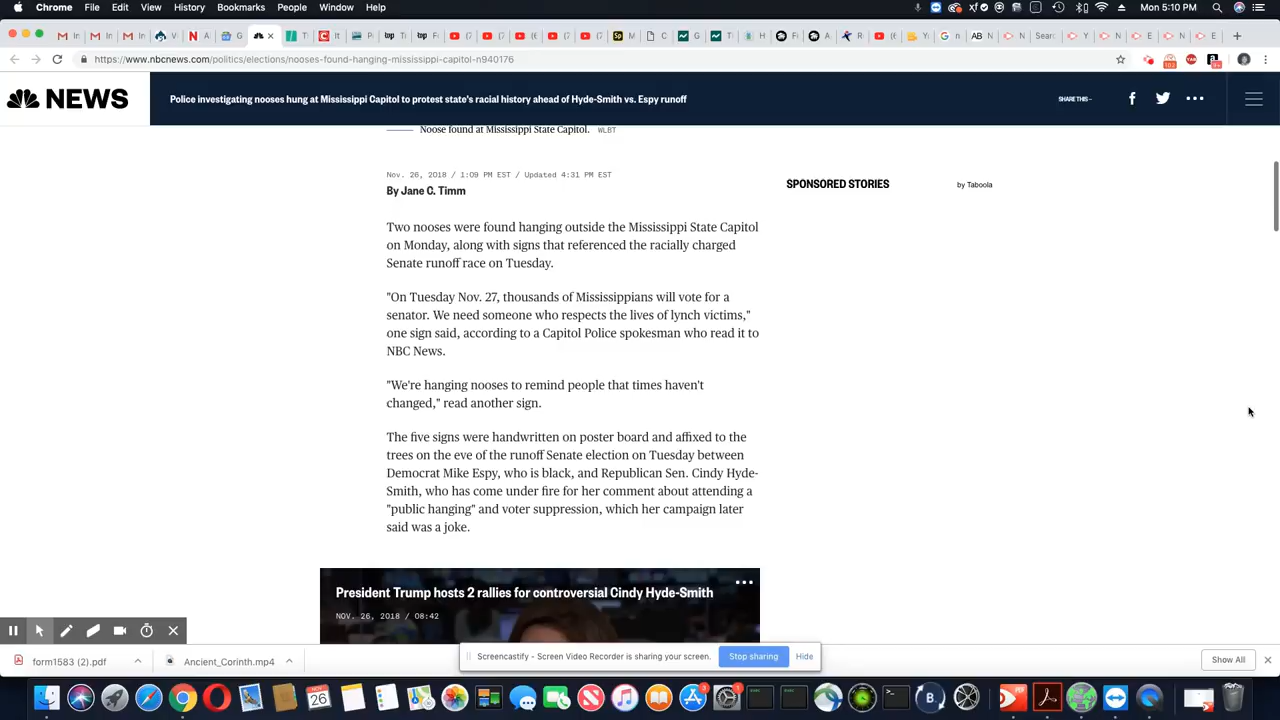 Chrome File Edit View History Bookmarks People Window Help
Mon 5:10 PM
https://www.nbcnews.com/politics/elections/nooses-found-hanging-mississippi-capitol-n940176
NEWS
Police investigating nooses hung at Mississippi Capitol to protest state's racial history ahead of Hyde-Smith vs. Espy runoff
SHARE THIS –
Noose found at Mississippi State Capitol. WLBT
Nov. 26, 2018 / 1:09 PM EST / Updated 4:31 PM EST
By Jane C. Timm
SPONSORED STORIES
by Taboola
Two nooses were found hanging outside the Mississippi State Capitol
on Monday, along with signs that referenced the racially charged
Senate runoff race on Tuesday.
"On Tuesday Nov. 27, thousands of Mississippians will vote for a
senator. We need someone who respects the lives of lynch victims,"
one sign said, according to a Capitol Police spokesman who read it to
NBC News.
"We're hanging nooses to remind people that times haven't
changed," read another sign.
The five signs were handwritten on poster board and affixed to the
trees on the eve of the runoff Senate election on Tuesday between
Democrat Mike Espy, who is black, and Republican Sen. Cindy Hyde-
Smith, who has come under fire for her comment about attending a
"public hanging" and voter suppression, which her campaign later
said was a joke.
President Trump hosts 2 rallies for controversial Cindy Hyde-Smith
NOV. 26, 2018 / 08:42
Screencastify - Screen Video Recorder is sharing your screen.
Stop sharing
Hide
form1583 (2).pdf
Ancient_Corinth.mp4
Show All